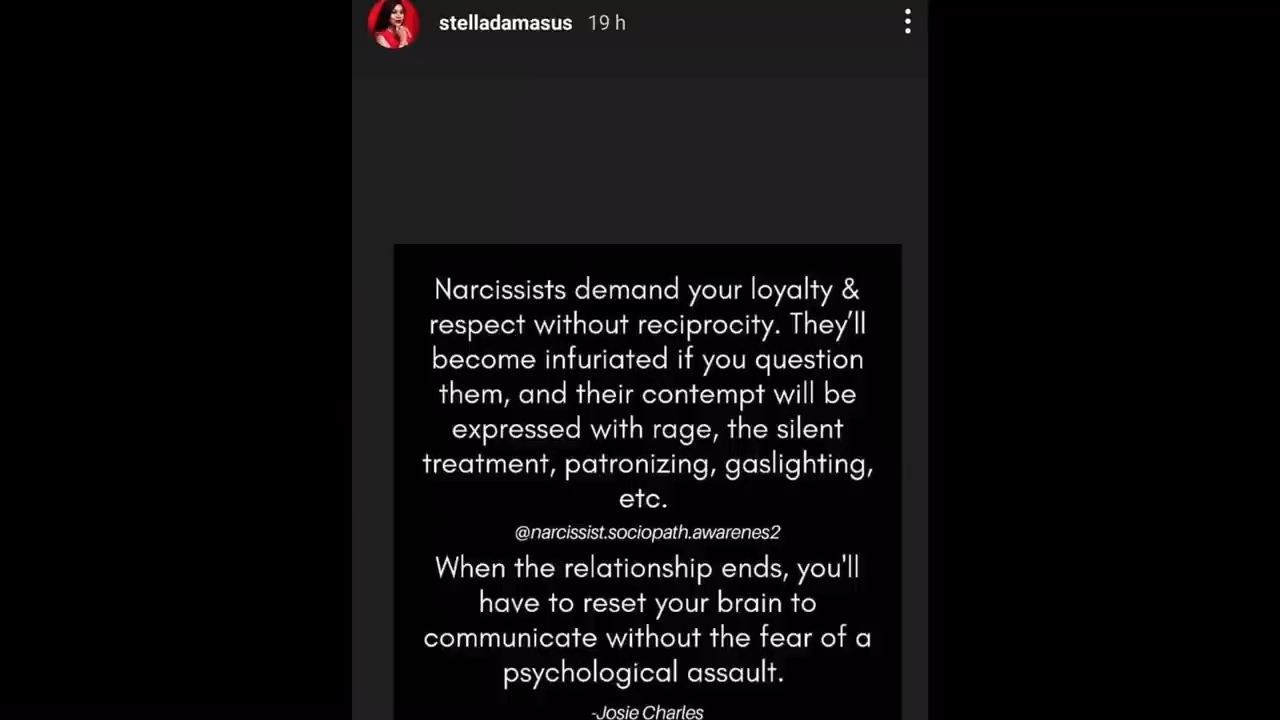 stelladamasus 19 h
Narcissists demand your loyalty &
respect without reciprocity. They'll
become infuriated if you question
them, and their contempt will be
expressed with rage, the silent
treatment, patronizing, gaslighting,
etc.
@narcissist.sociopath.awarenes2
When the relationship ends, you'll
have to reset your brain to
communicate without the fear of a
psychological assault.
-Josie Charles